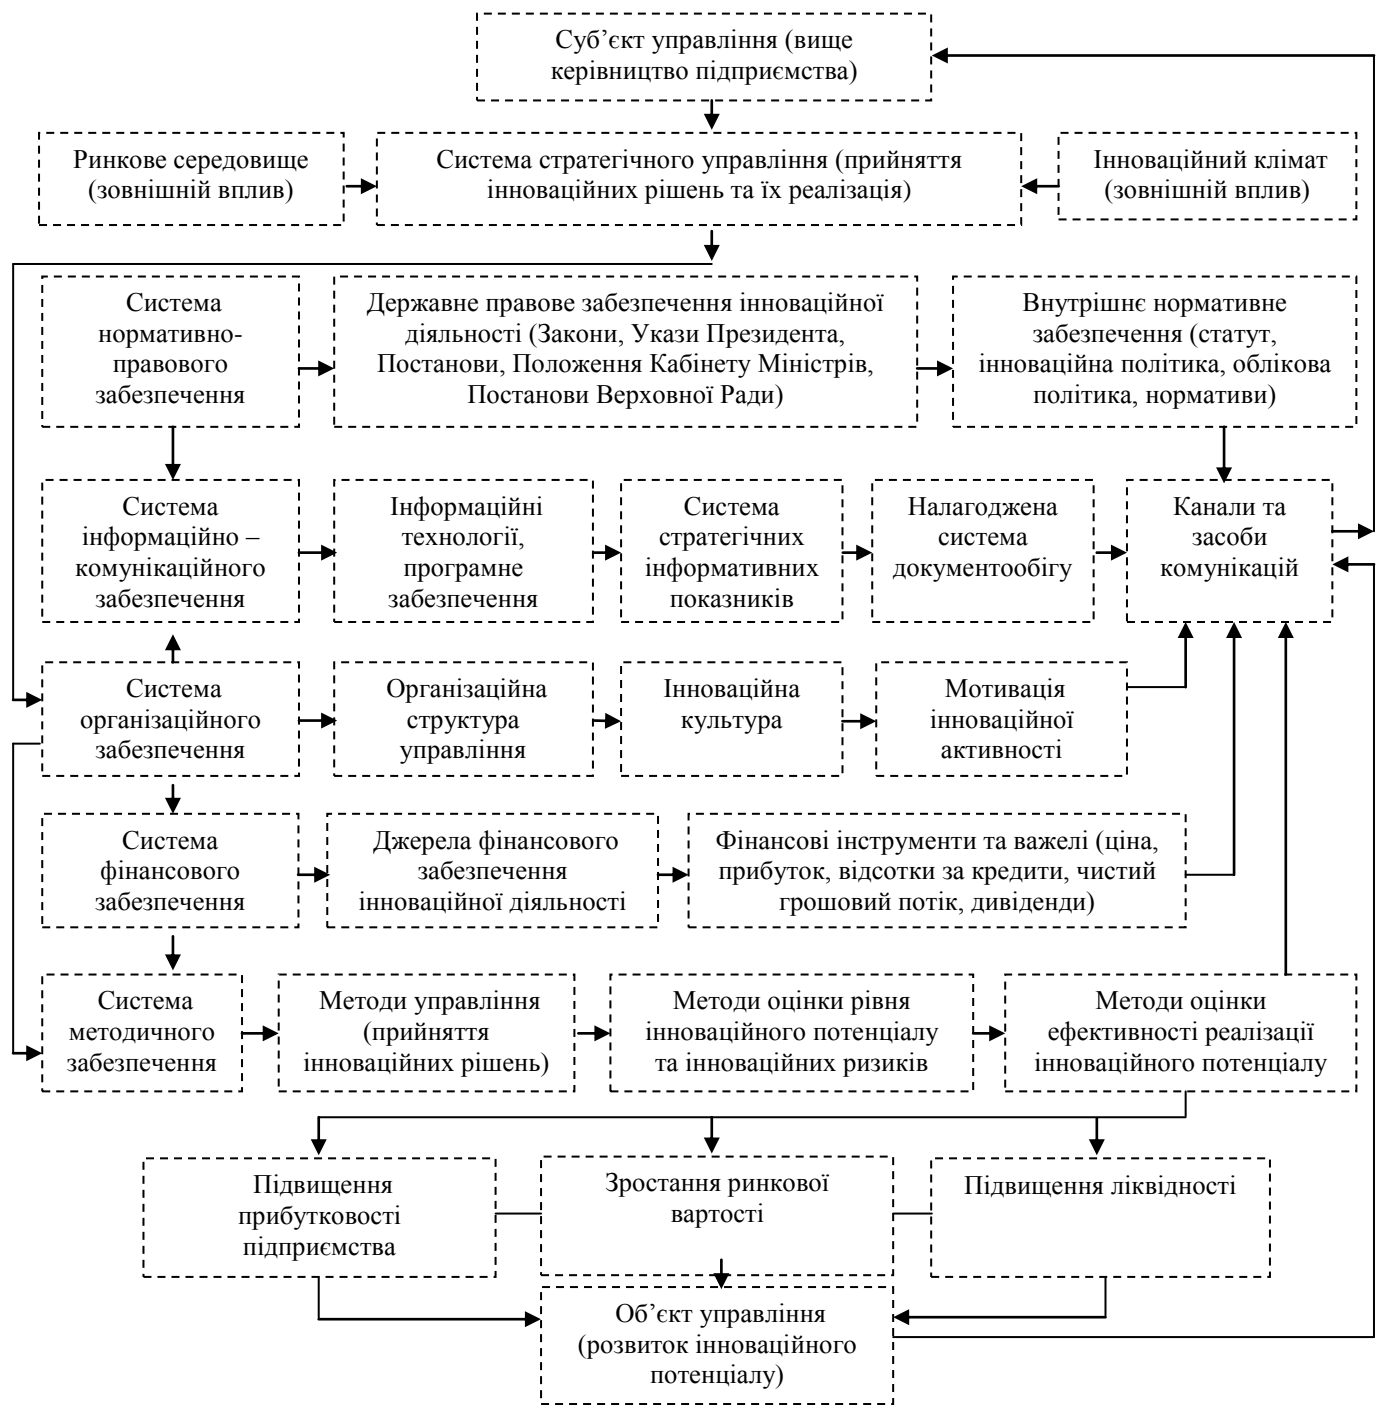 Суб’єкт управління (вище
керівництво підприємства)
Ринкове середовище
(зовнішній вплив)
Система стратегічного управління (прийняття
інноваційних рішень та їх реалізація)
Інноваційний клімат
(зовнішній вплив)
Система
нормативно-
правового
забезпечення
Державне правове забезпечення інноваційної
діяльності (Закони, Укази Президента,
Постанови, Положення Кабінету Міністрів,
Постанови Верховної Ради)
Внутрішнє нормативне
забезпечення (статут,
інноваційна політика, облікова
політика, нормативи)
Система
інформаційно –
комунікаційного
забезпечення
Інформаційні
технології,
програмне
забезпечення
Система
стратегічних
інформативних
показників
Налагоджена
система
документообігу
Канали та
засоби
комунікацій
Система
організаційного
забезпечення
Організаційна
структура
управління
Інноваційна
культура
Мотивація
інноваційної
активності
Система
фінансового
забезпечення
Джерела фінансового
забезпечення
інноваційної діяльності
Фінансові інструменти та важелі (ціна,
прибуток, відсотки за кредити, чистий
грошовий потік, дивіденди)
Система
методичного
забезпечення
Методи управління
(прийняття
інноваційних рішень)
Методи оцінки рівня
інноваційного потенціалу
та інноваційних ризиків
Методи оцінки
ефективності реалізації
інноваційного потенціалу
Підвищення
прибутковості
підприємства
Зростання ринкової
вартості
Підвищення ліквідності
Об’єкт управління
(розвиток інноваційного
потенціалу)